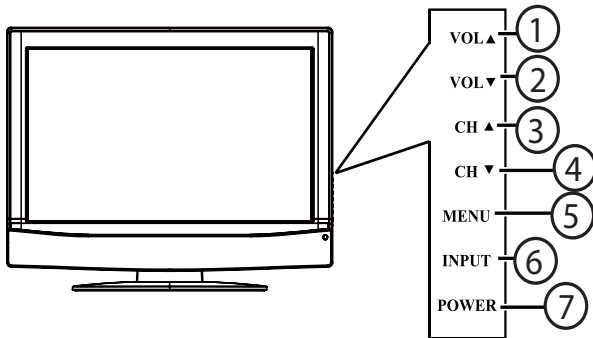 VOL ▲ 1
VOL ▼ 2
CH ▲ 3
CH ▼ 4
MENU 5
INPUT 6
POWER 7